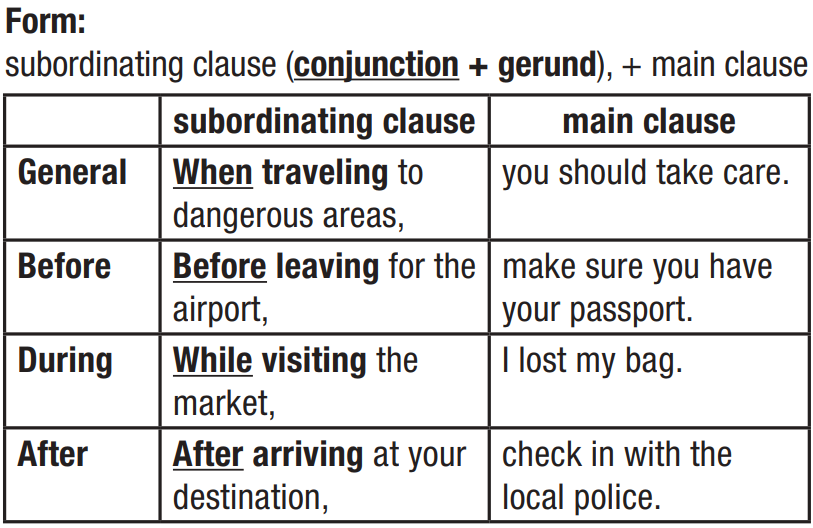 Form:
subordinating clause (conjunction + gerund), + main clause
subordinating clause main clause
General When traveling to you should take care.
dangerous areas,
Before Before leaving for the make sure you have
airport, your passport.
During While visiting the I lost my bag.
market,
After After arriving at your check in with the
destination, local police.